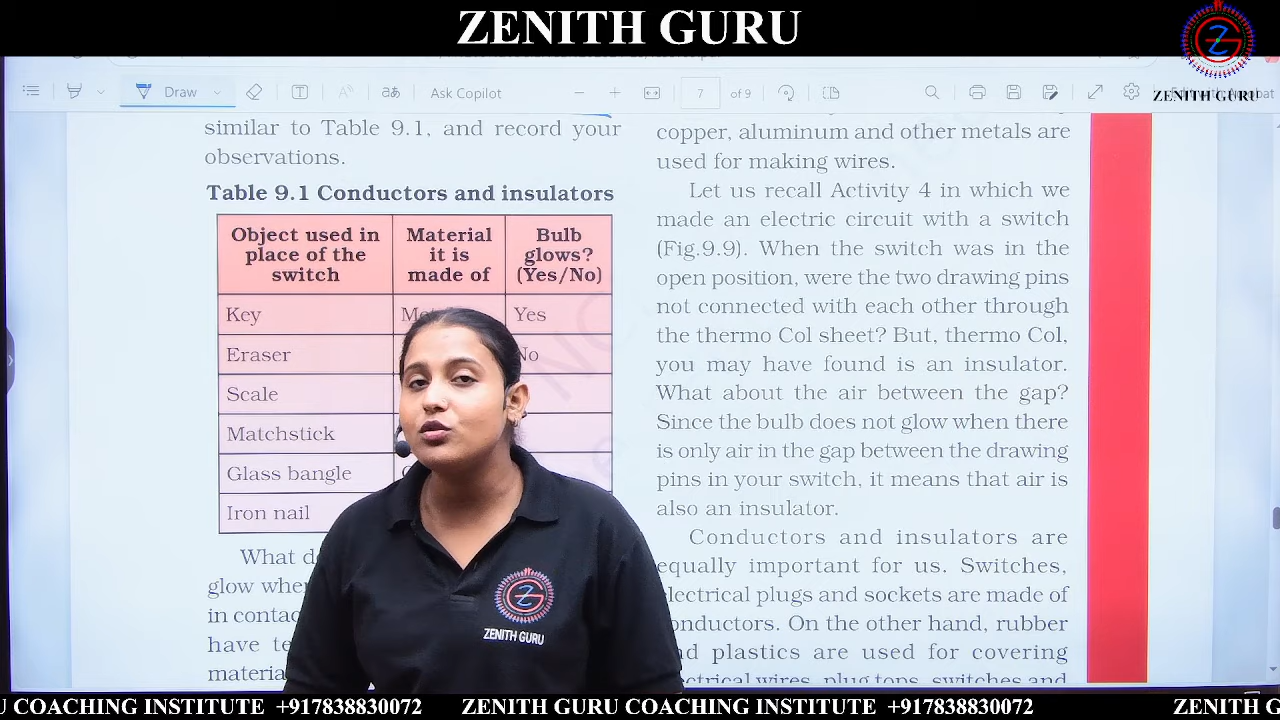 ZENITH GURU
ZENITH GURU
Draw
Ask Copilot
7
of 9
similar to Table 9.1, and record your
observations.
Table 9.1 Conductors and insulators
Object used in
place of the
switch
Material
it is
made of
Bulb
glows?
(Yes/No)
Key
Yes
Eraser
No
Scale
Matchstick
Glass bangle
Iron nail
What
glow
in
have
copper, aluminum and other metals are
used for making wires.
Let us recall Activity 4 in which we
made an electric circuit with a switch
(Fig.9.9). When the switch was in the
open position, were the two drawing pins
not connected with each other through
the thermo Col sheet? But, thermo Col,
you may have found is an insulator.
What about the air between the gap?
Since the bulb does not glow when there
is only air in the gap between the drawing
pins in your switch, it means that air is
also an insulator.
Conductors and insulators are
equally important for us. Switches,
electrical plugs and sockets are made of
conductors. On the other hand, rubber
and plastics are used for covering
electrical wires, plug tops, switches and
ZENITH GURU
U COACHING INSTITUTE +917838830072 ZENITH GURU COACHING INSTITUTE +917838830072 ZENITH G